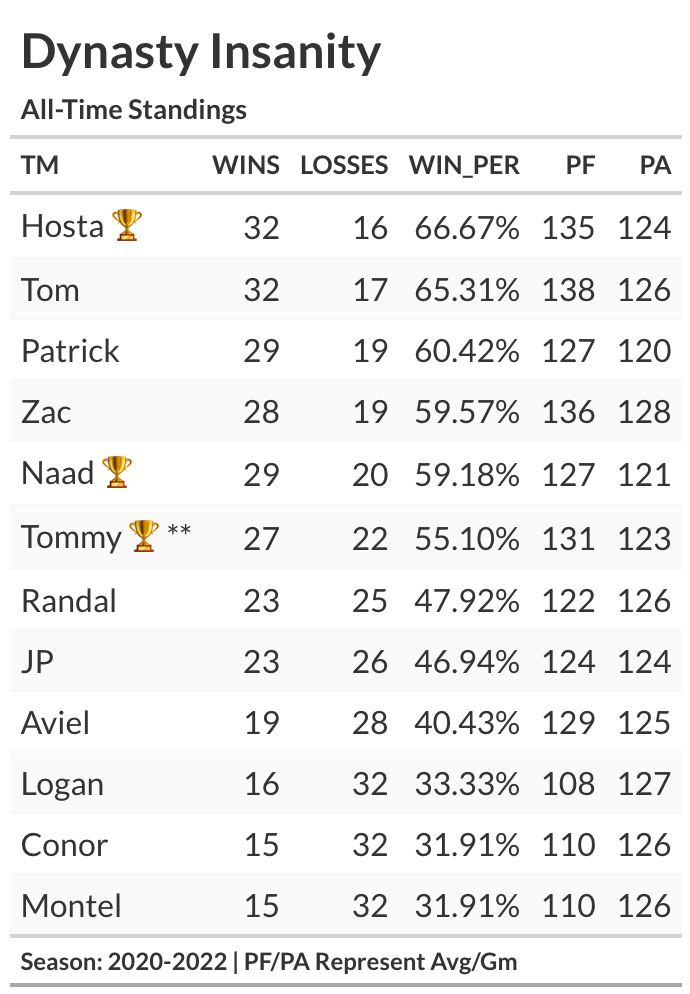 Dynasty Insanity
All-Time Standings
TM WINS LOSSES WIN_PER PF PA
Hosta 🏆 32 16 66.67% 135 124
Tom 32 17 65.31% 138 126
Patrick 29 19 60.42% 127 120
Zac 28 19 59.57% 136 128
Naad 🏆 29 20 59.18% 127 121
Tommy 🏆 ** 27 22 55.10% 131 123
Randal 23 25 47.92% 122 126
JP 23 26 46.94% 124 124
Aviel 19 28 40.43% 129 125
Logan 16 32 33.33% 108 127
Conor 15 32 31.91% 110 126
Montel 15 32 31.91% 110 126
Season: 2020-2022 | PF/PA Represent Avg/Gm